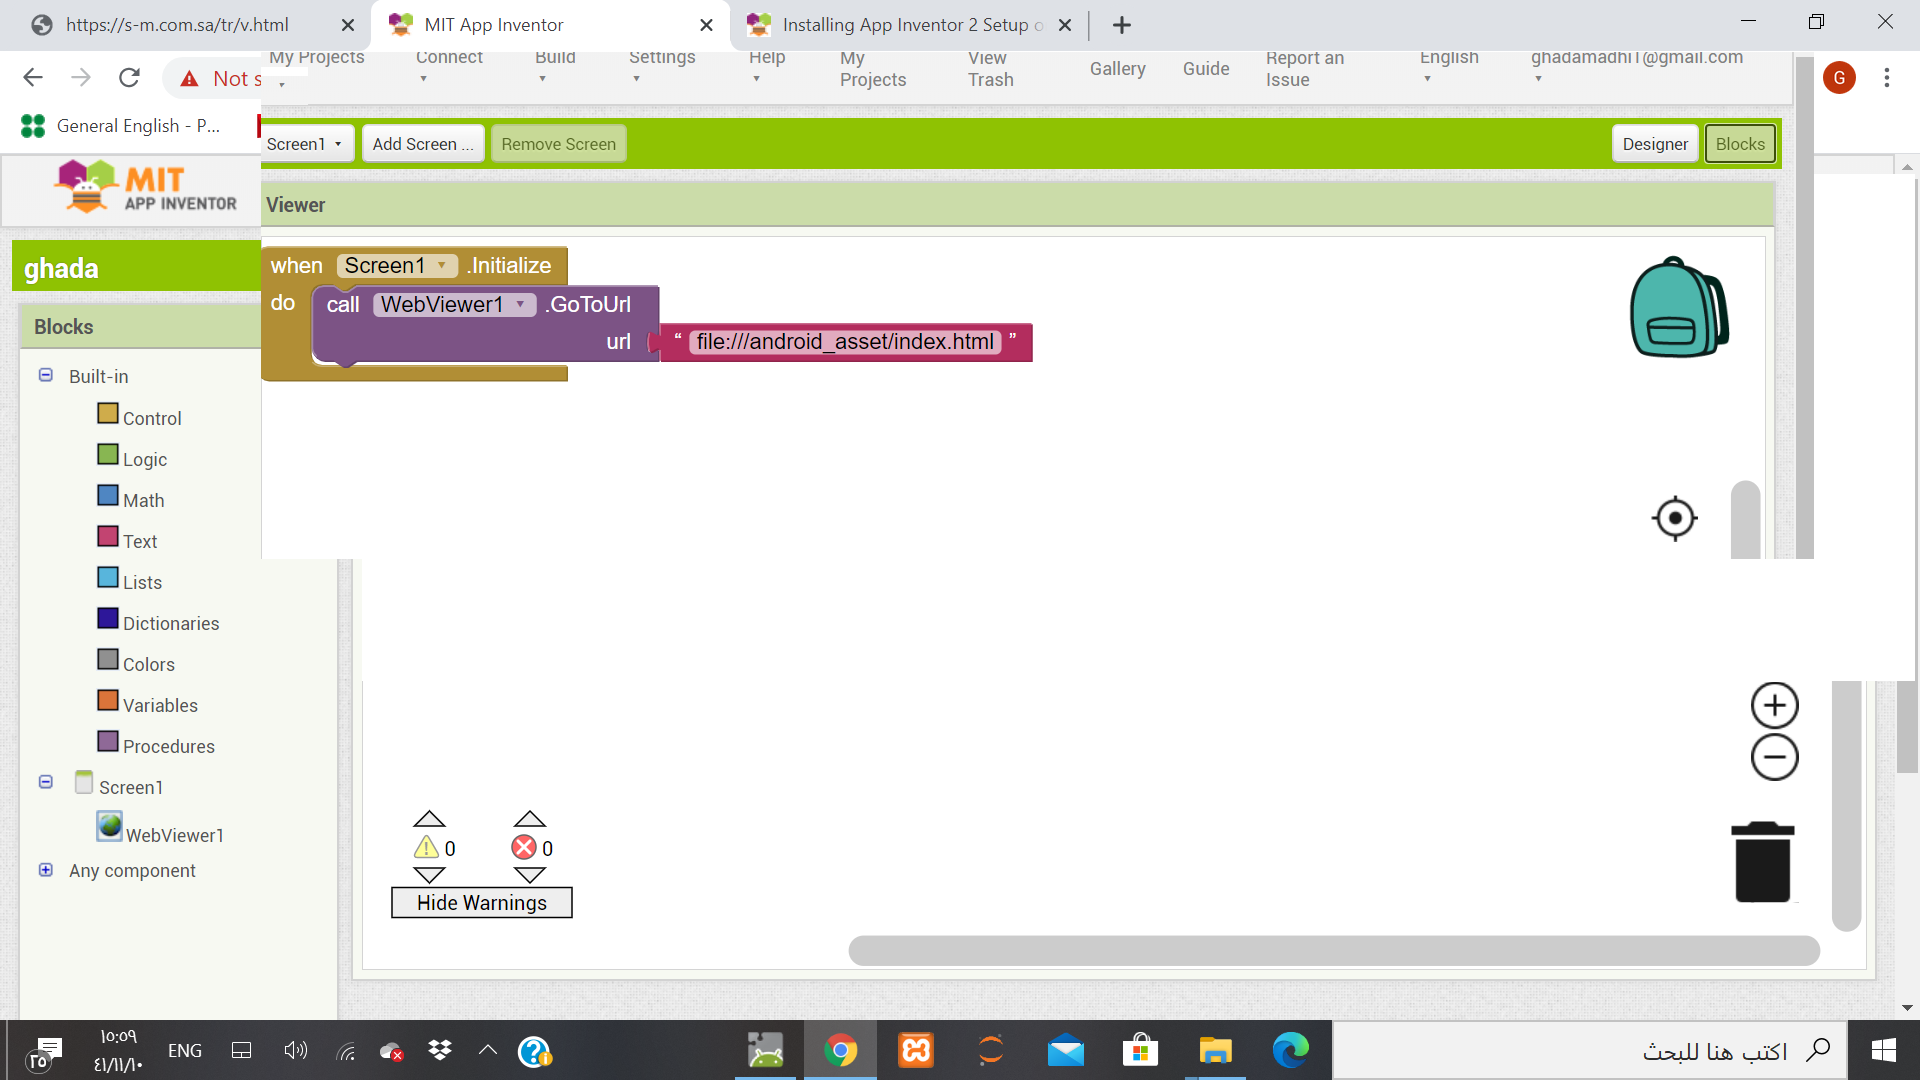 https://s-m.com.sa/tr/v.html
MIT App Inventor
Installing App Inventor 2 Setup o
Not s
My Projects
Connect
Build
Settings
Help
My Projects
View Trash
Gallery
Guide
Report an Issue
English
ghadamadhi1@gmail.com
G
General English - P...
MIT
APP INVENTOR
Screen1
Add Screen ...
Remove Screen
Designer
Blocks
ghada
Viewer
Blocks
Built-in
Control
Logic
Math
Text
Lists
Dictionaries
Colors
Variables
Procedures
Screen1
WebViewer1
Any component
when Screen1 .Initialize
do call WebViewer1 .GoToUrl
url “ file:///android_asset/index.html ”
0
0
Hide Warnings
٢٥
١٥:٥٩
٤١/١١/١٠
ENG
اكتب هنا للبحث